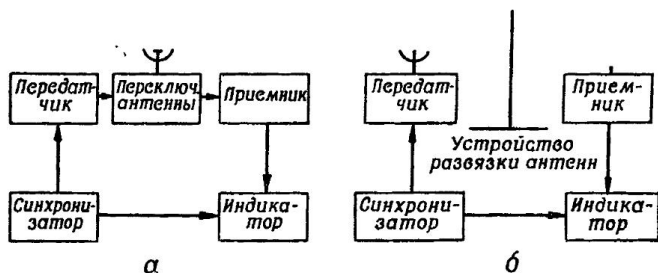 Передат-
чик
Переключ.
антенны
Приемник
Синхрони-
затор
Индика-
тор
а
Передат-
чик
Устройство
развязки антенн
Прием-
ник
Синхрони-
затор
Индика-
тор
б